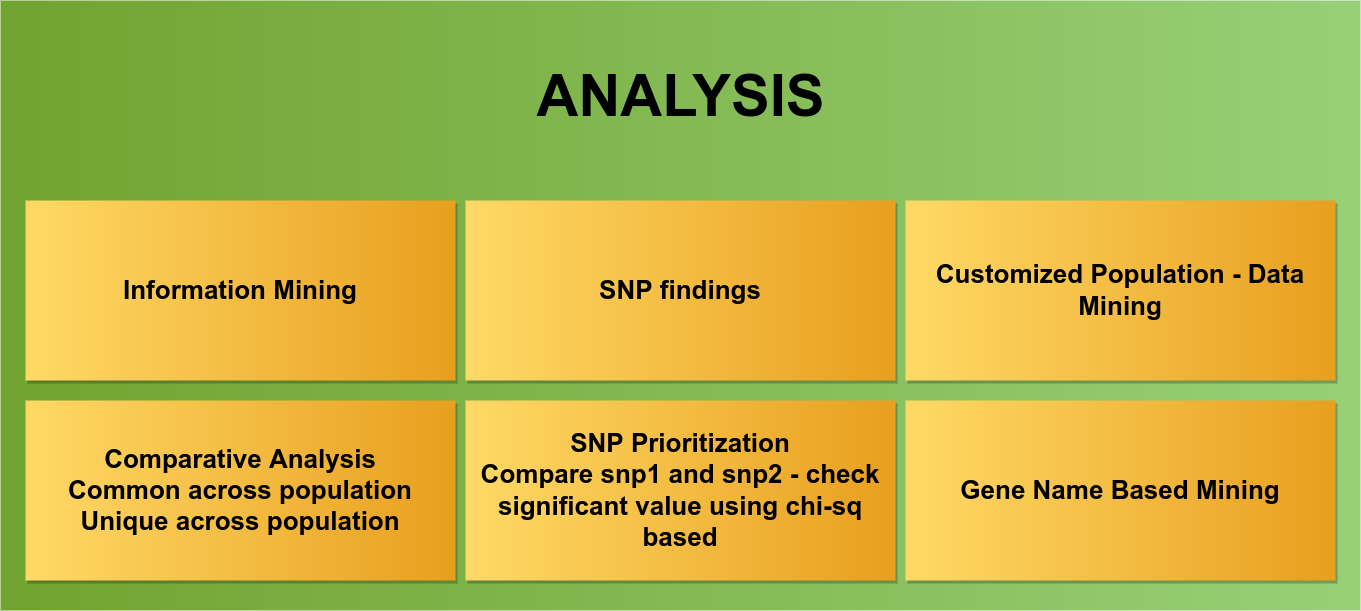 ANALYSIS
Information Mining
SNP findings
Customized Population - Data
Mining
Comparative Analysis
Common across population
Unique across population
SNP Prioritization
Compare snp1 and snp2 - check
significant value using chi-sq
based
Gene Name Based Mining